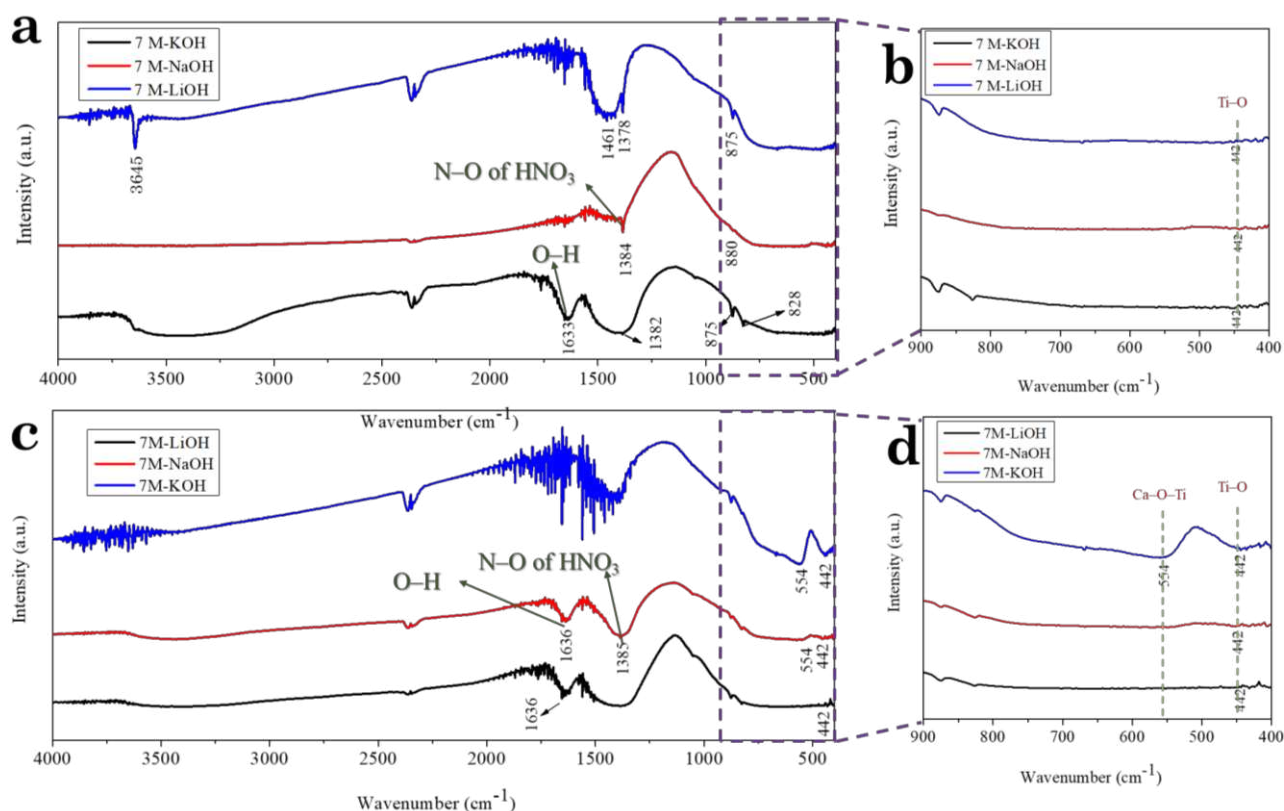 a
7 M-KOH
7 M-NaOH
7 M-LiOH
3645
1461
1378
875
N–O of HNO₃
1384
880
O–H
1633
1382
875
828
Intensity (a.u.)
4000 3500 3000 2500 2000 1500 1000 500
Wavenumber (cm⁻¹)
b
7 M-KOH
7 M-NaOH
7 M-LiOH
Ti–O
442
442
442
Intensity (a.u.)
900 800 700 600 500 400
Wavenumber (cm⁻¹)
c
7M-LiOH
7M-NaOH
7M-KOH
554
442
N–O of HNO₃
O–H
1636
1385
554
442
1636
442
Intensity (a.u.)
4000 3500 3000 2500 2000 1500 1000 500
Wavenumber (cm⁻¹)
d
7M-LiOH
7M-NaOH
7M-KOH
Ca–O–Ti
Ti–O
554
442
442
442
Intensity (a.u.)
900 800 700 600 500 400
Wavenumber (cm⁻¹)